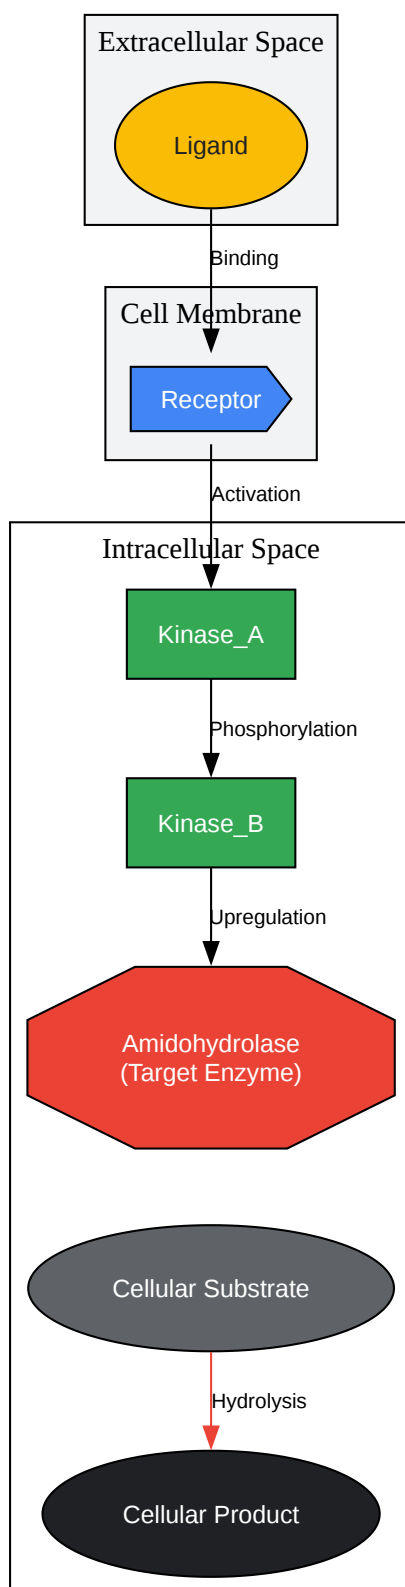 Extracellular Space
Ligand
Binding
Cell Membrane
Receptor
Activation
Intracellular Space
Kinase_A
Phosphorylation
Kinase_B
Upregulation
Amidohydrolase
(Target Enzyme)
Cellular Substrate
Hydrolysis
Cellular Product